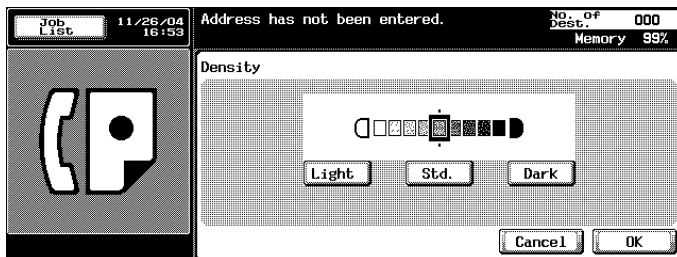 Job
List
11/26/04
16:53
Address has not been entered.
No. of
Dest.
000
Memory 99%
Density
Light Std. Dark
Cancel OK